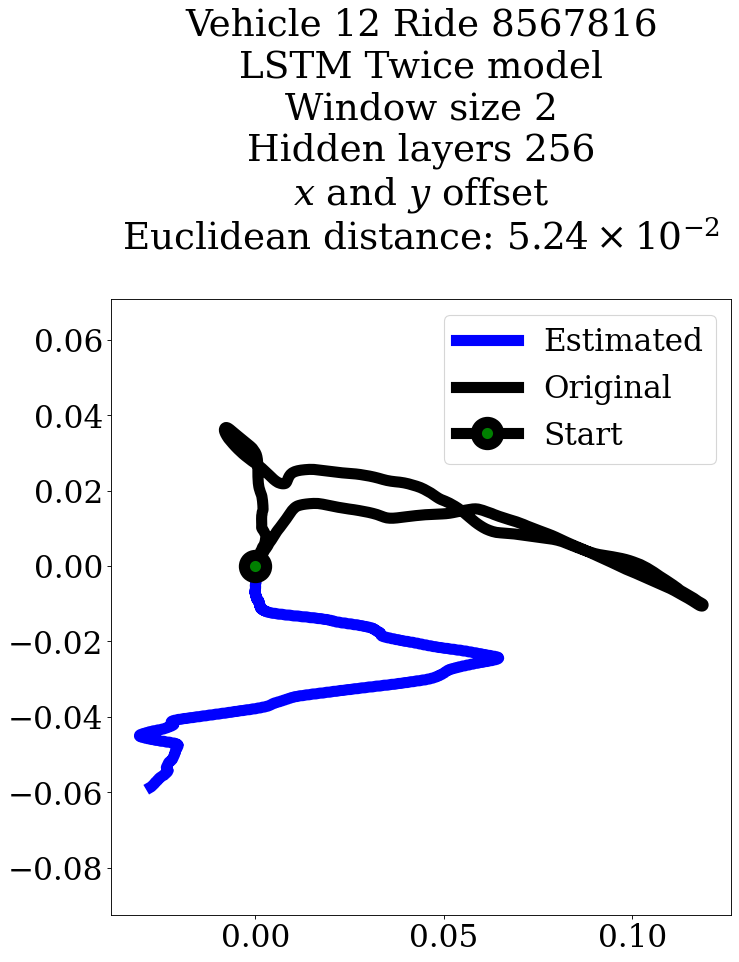 Vehicle 12 Ride 8567816
LSTM Twice model
Window size 2
Hidden layers 256
x and y offset
Euclidean distance: 5.24 × 10⁻²
Estimated
Original
Start
0.06
0.04
0.02
0.00
−0.02
−0.04
−0.06
−0.08
0.00 0.05 0.10